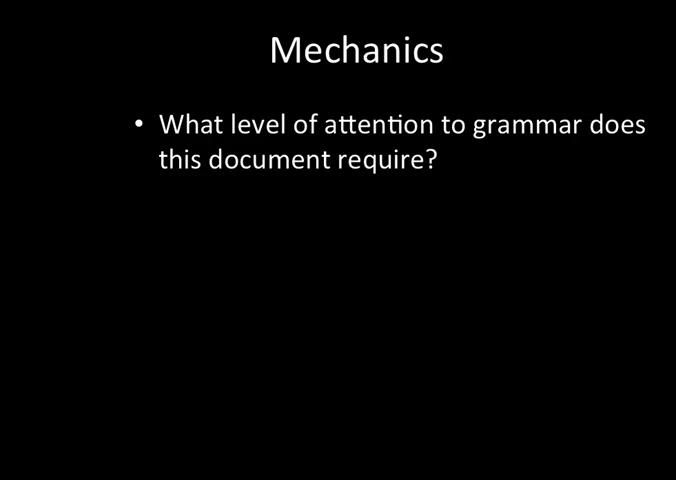 Mechanics
• What level of attention to grammar does
this document require?